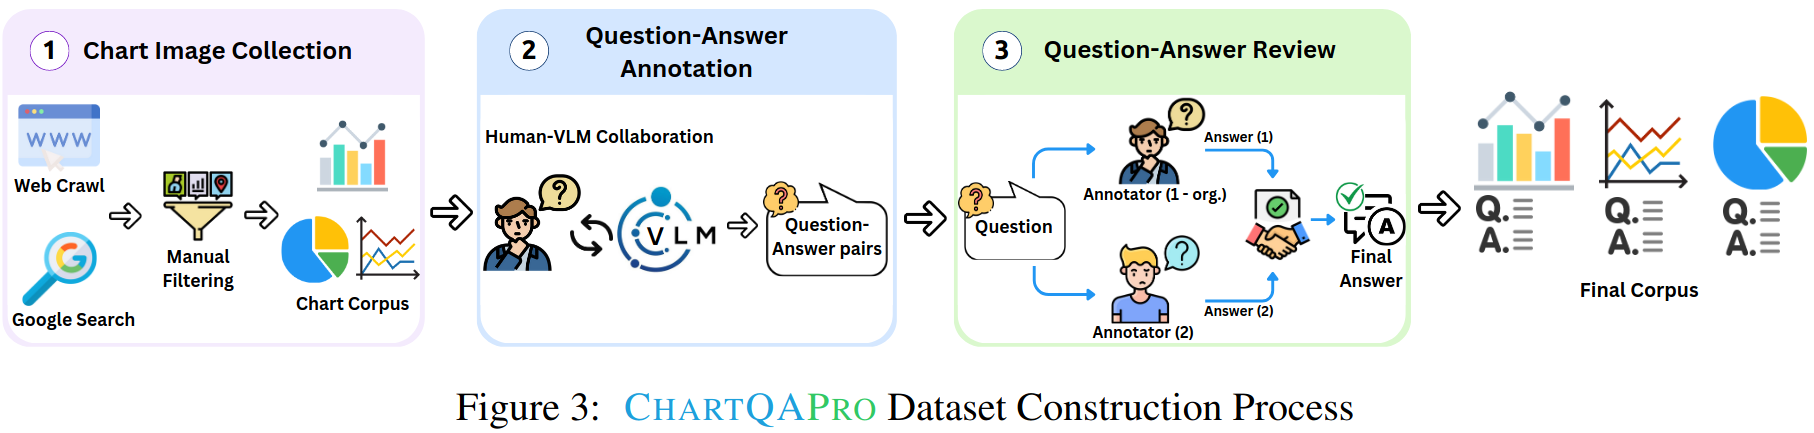 1 Chart Image Collection
WWW
Web Crawl
Google Search
G
Manual
Filtering
Chart Corpus
2 Question-Answer
Annotation
Human-VLM Collaboration
?
VLM
?
Question-
Answer pairs
3 Question-Answer Review
?
Question
?
Annotator (1 - org.)
Answer (1)
?
Annotator (2)
Answer (2)
A
Final
Answer
Q.
A.
Q.
A.
Q.
A.
Final Corpus
Figure 3: CHARTQAPRO Dataset Construction Process